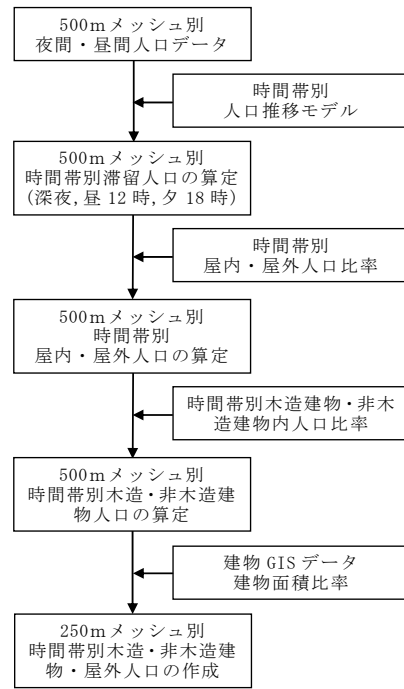 500mメッシュ別
夜間・昼間人口データ
時間帯別
人口推移モデル
500mメッシュ別
時間帯別滞留人口の算定
(深夜,昼12時,夕18時)
時間帯別
屋内・屋外人口比率
500mメッシュ別
時間帯別
屋内・屋外人口の算定
時間帯別木造建物・非木
造建物内人口比率
500mメッシュ別
時間帯別木造・非木造建
物人口の算定
建物 GIS データ
建物面積比率
250mメッシュ別
時間帯別木造・非木造建
物・屋外人口の作成